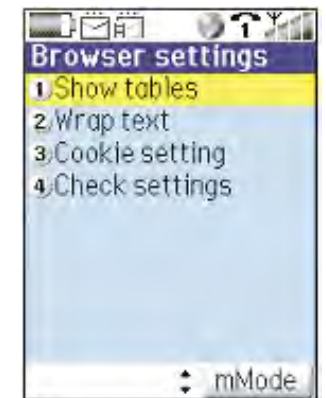 Browser settings
1 Show tables
2 Wrap text
3 Cookie setting
4 Check settings
mMode